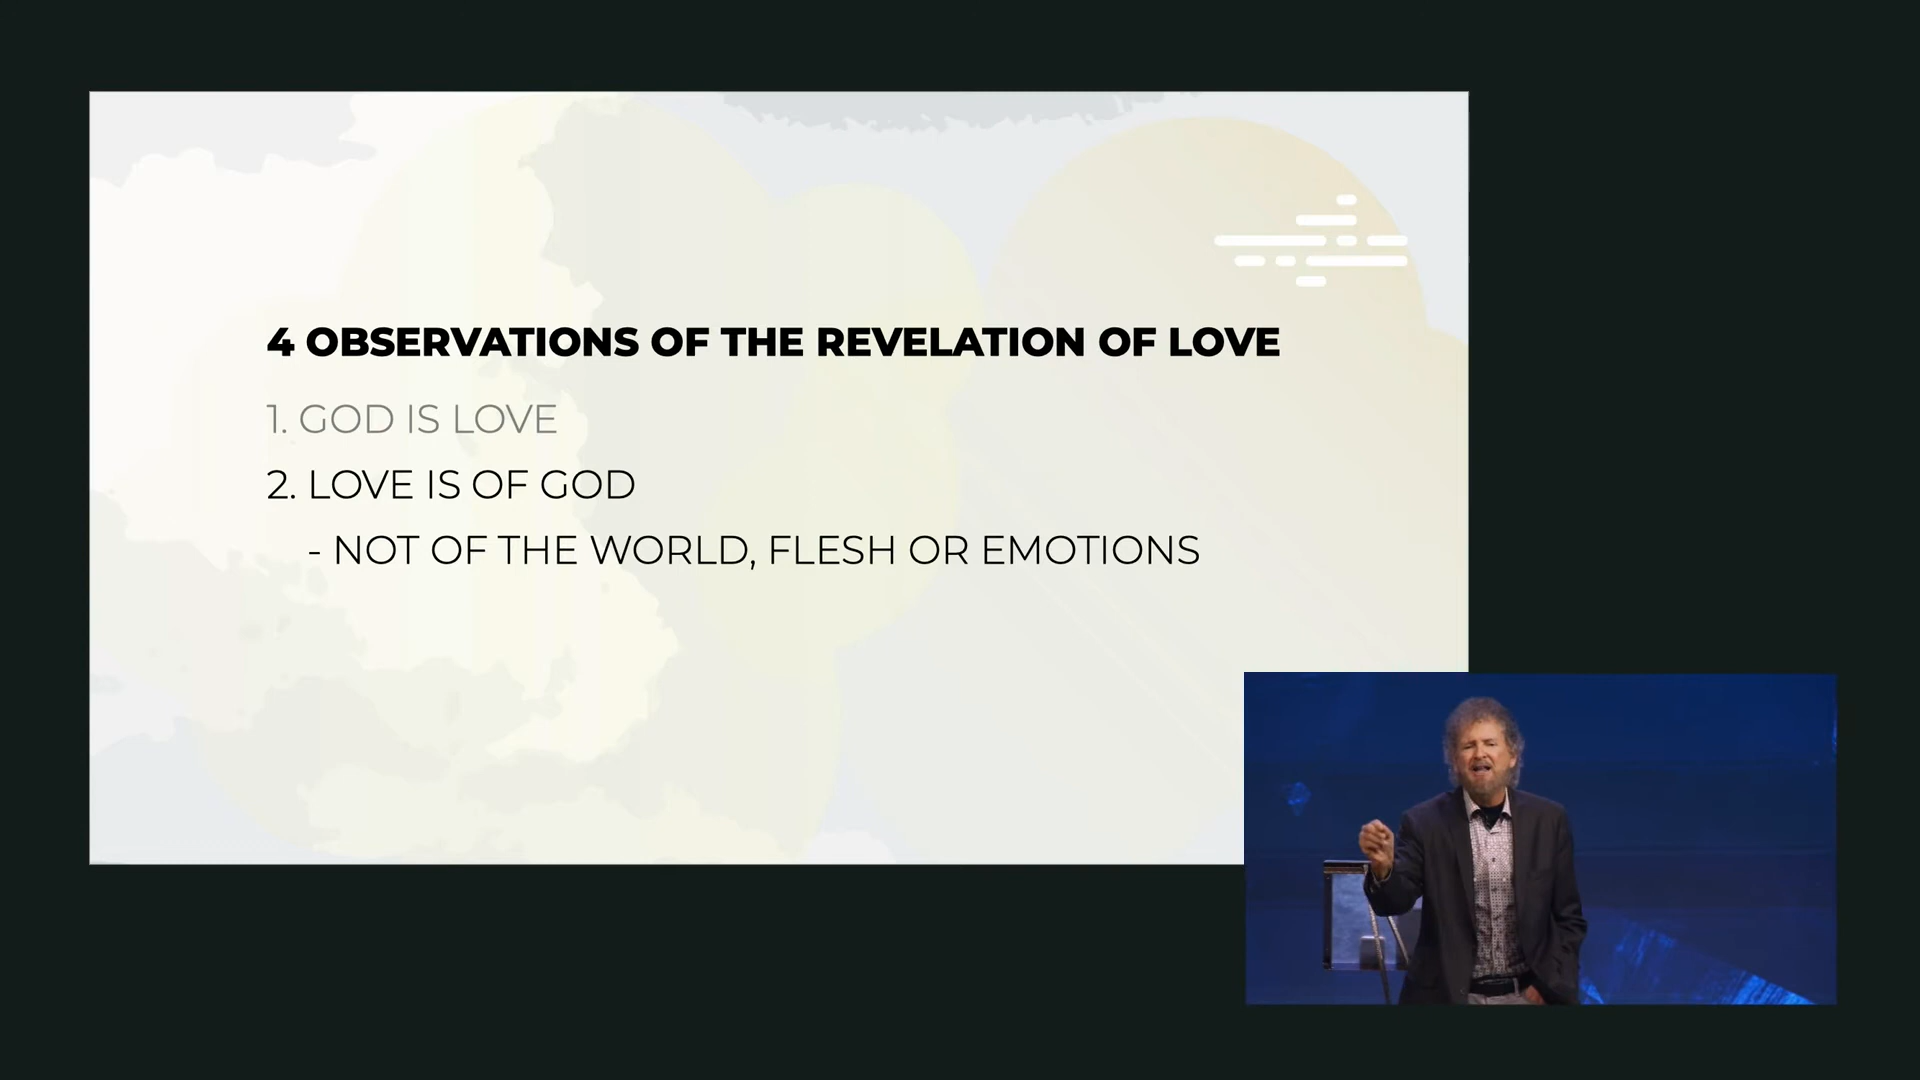 4 OBSERVATIONS OF THE REVELATION OF LOVE
1. GOD IS LOVE
2. LOVE IS OF GOD
- NOT OF THE WORLD, FLESH OR EMOTIONS